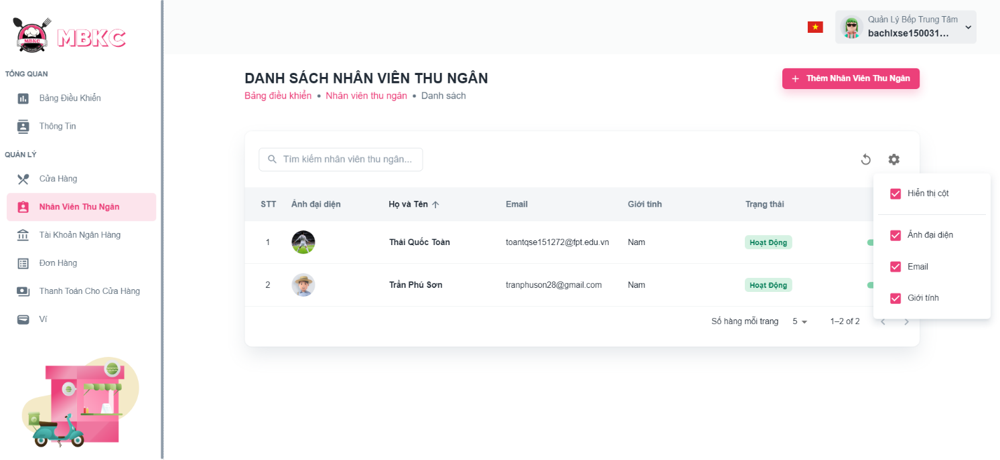 MBKC
MBKC
Quản Lý Bếp Trung Tâm
bachlxse150031...
TỔNG QUAN
Bảng Điều Khiển
Thông Tin
QUẢN LÝ
Cửa Hàng
Nhân Viên Thu Ngân
Tài Khoản Ngân Hàng
Đơn Hàng
Thanh Toán Cho Cửa Hàng
Ví
DANH SÁCH NHÂN VIÊN THU NGÂN
Bảng điều khiển • Nhân viên thu ngân • Danh sách
+ Thêm Nhân Viên Thu Ngân
Tìm kiếm nhân viên thu ngân...
STT Ảnh đại diện Họ và Tên ↑ Email Giới tính Trạng thái
1 Thái Quốc Toàn toantqse151272@fpt.edu.vn Nam Hoạt Động
2 Trần Phú Sơn tranphuson28@gmail.com Nam Hoạt Động
Số hàng mỗi trang 5 1–2 of 2
Hiển thị cột
Ảnh đại diện
Email
Giới tính